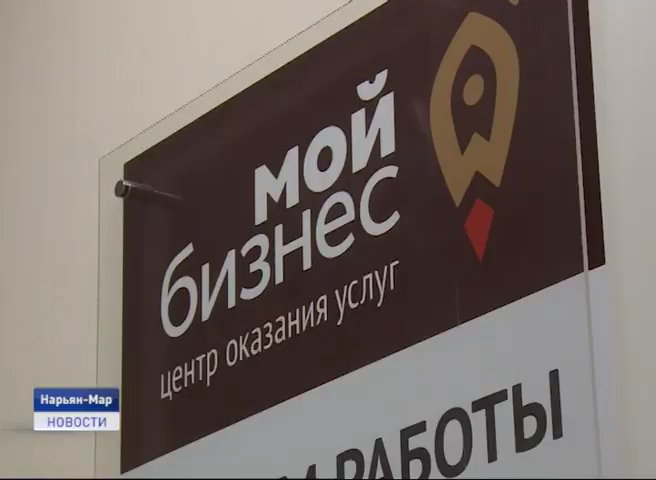 мой
бизнес
центр оказания услуг
РАБОТЫ
Нарьян-Мар
НОВОСТИ